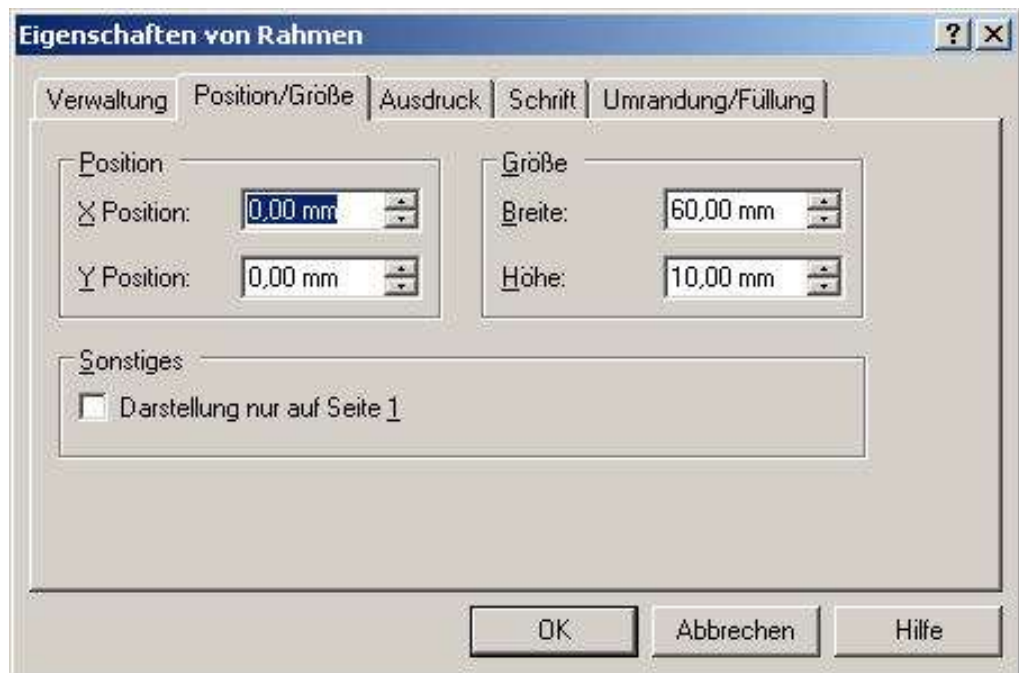 Eigenschaften von Rahmen
Verwaltung Position/Größe Ausdruck Schrift Umrandung/Füllung
Position
X Position: 0,00 mm
Y Position: 0,00 mm
Größe
Breite: 60,00 mm
Höhe: 10,00 mm
Sonstiges
Darstellung nur auf Seite 1
OK Abbrechen Hilfe